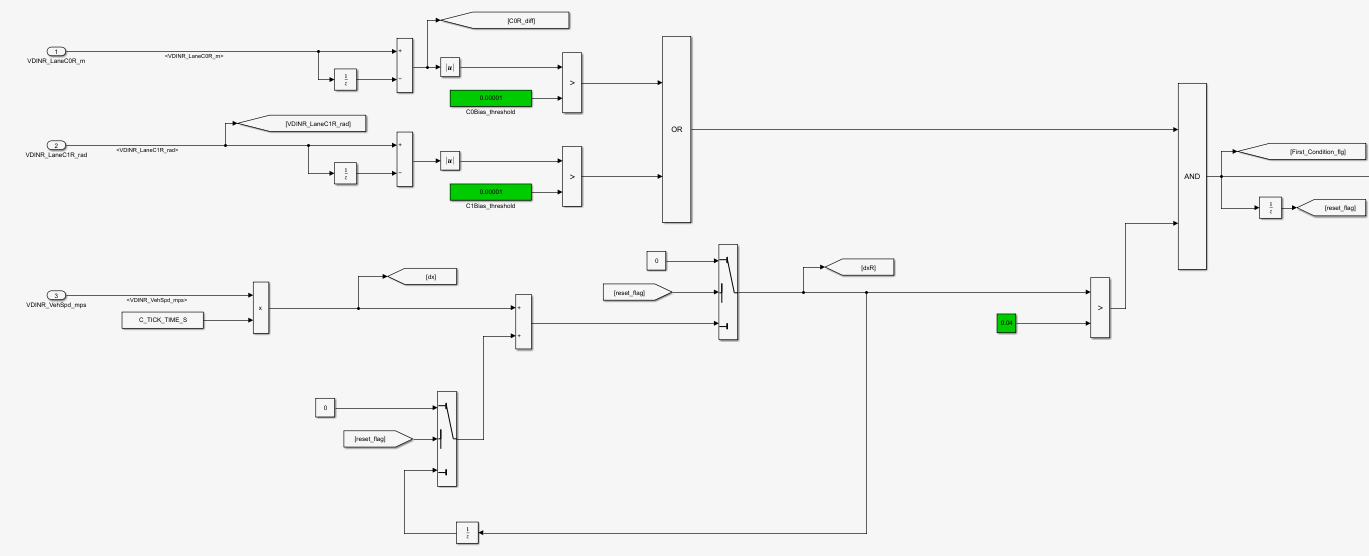 [C0R_diff]
1
VDINR_LaneC0R_m
<VDINR_LaneC0R_m>
+
−
1
z
|u|
>
0.00001
C0Bias_threshold
[VDINR_LaneC1R_rad]
2
VDINR_LaneC1R_rad
<VDINR_LaneC1R_rad>
+
−
1
z
|u|
>
0.00001
C1Bias_threshold
OR
AND
[First_Condition_flg]
1
z
[reset_flag]
3
VDINR_VehSpd_mps
<VDINR_VehSpd_mps>
C_TICK_TIME_S
x
[dx]
+
+
0
[reset_flag]
[dxR]
0.04
>
0
[reset_flag]
1
z